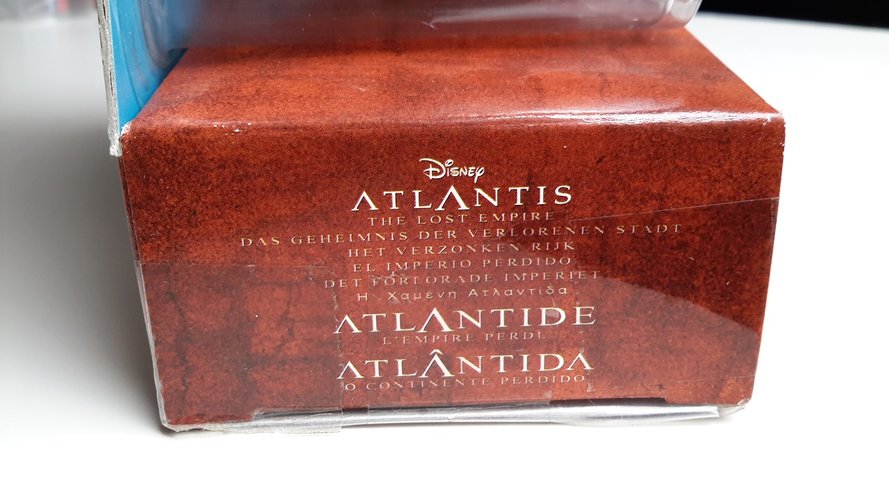 Disney
ATLANTIS
THE LOST EMPIRE
DAS GEHEIMNIS DER VERLORENEN STADT
HET VERZONKEN RIJK
EL IMPERIO PERDIDO
DET FÖRLORADE IMPERIET
Η Χαμένη Ατλαντίδα
ATLANTIDE
L'EMPIRE PERDU
ATLÂNTIDA
O CONTINENTE PERDIDO